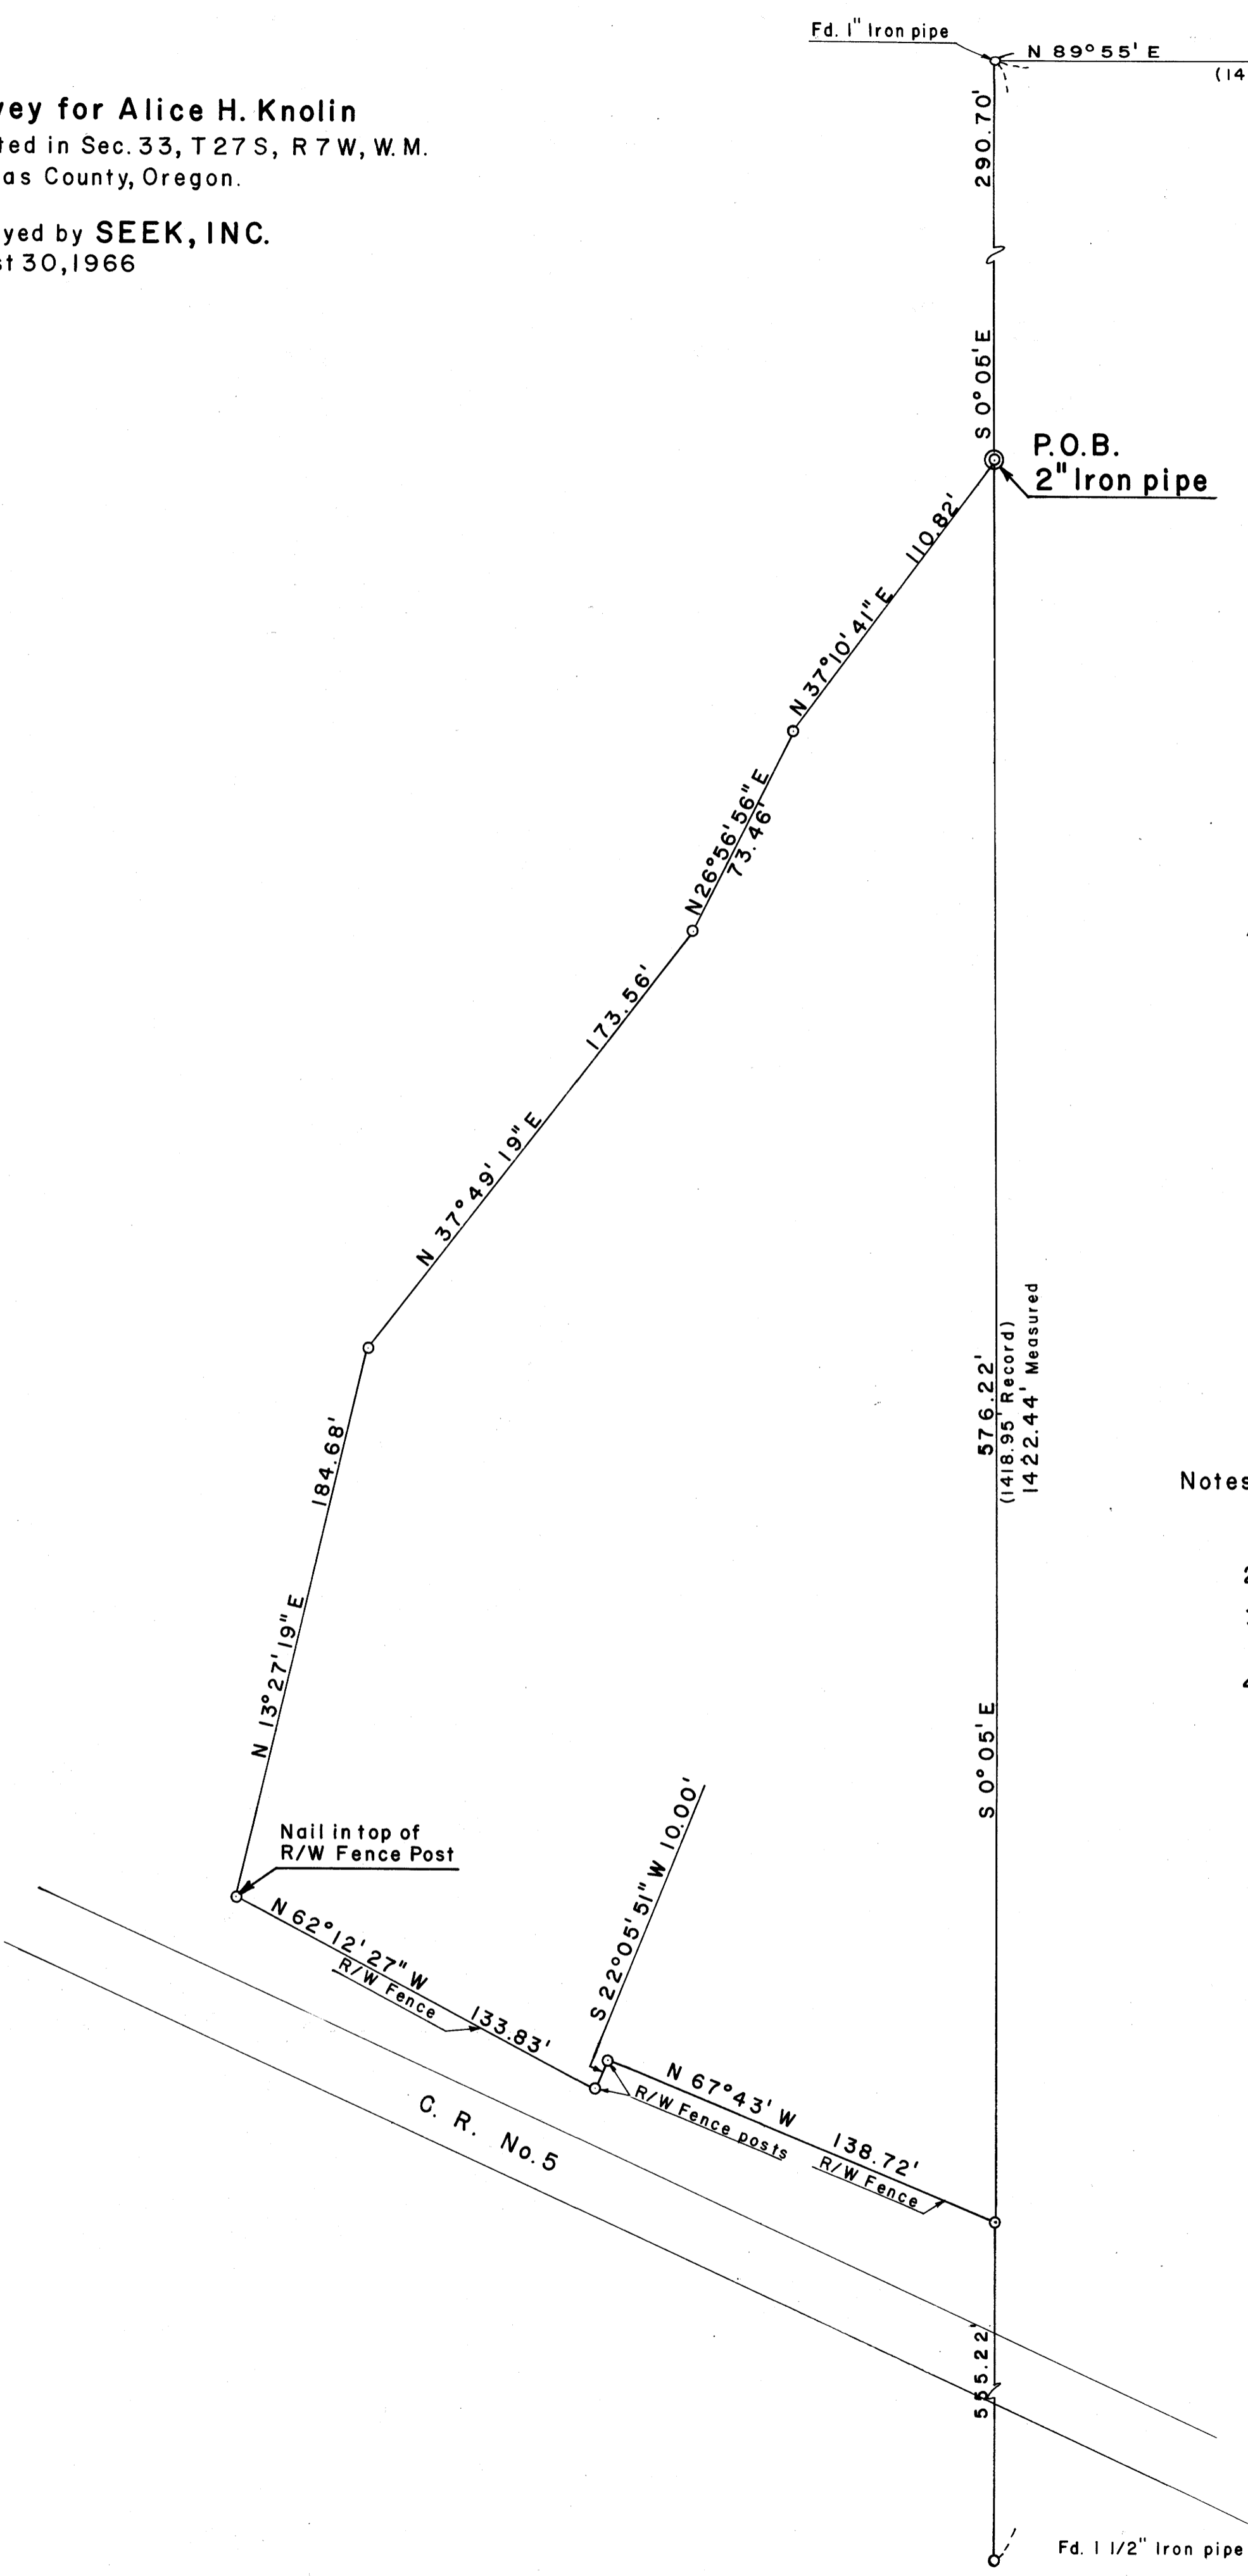 Fd. 1" Iron pipe
N 89°55' E
(14
vey for Alice H. Knolin
ted in Sec. 33, T 27 S, R 7 W, W. M.
as County, Oregon.
yed by SEEK, INC.
st 30, 1966
290.70'
S 0°05' E
P.O.B.
2" Iron pipe
110.82'
N 37°10'41" E
N 26°56'56" E
73.46'
173.56'
N 37°49'19" E
184.68'
N 13°27'19" E
576.22'
(1418.95' Record)
1422.44' Measured
Notes
S 0°05' E
Nail in top of
R/W Fence Post
N 62°12'27" W
133.83'
R/W Fence
S 22°05'51" W 10.00'
N 67°43' W
138.72'
R/W Fence posts
R/W Fence
C. R. No. 5
555.22'
Fd. 1 1/2" Iron pipe